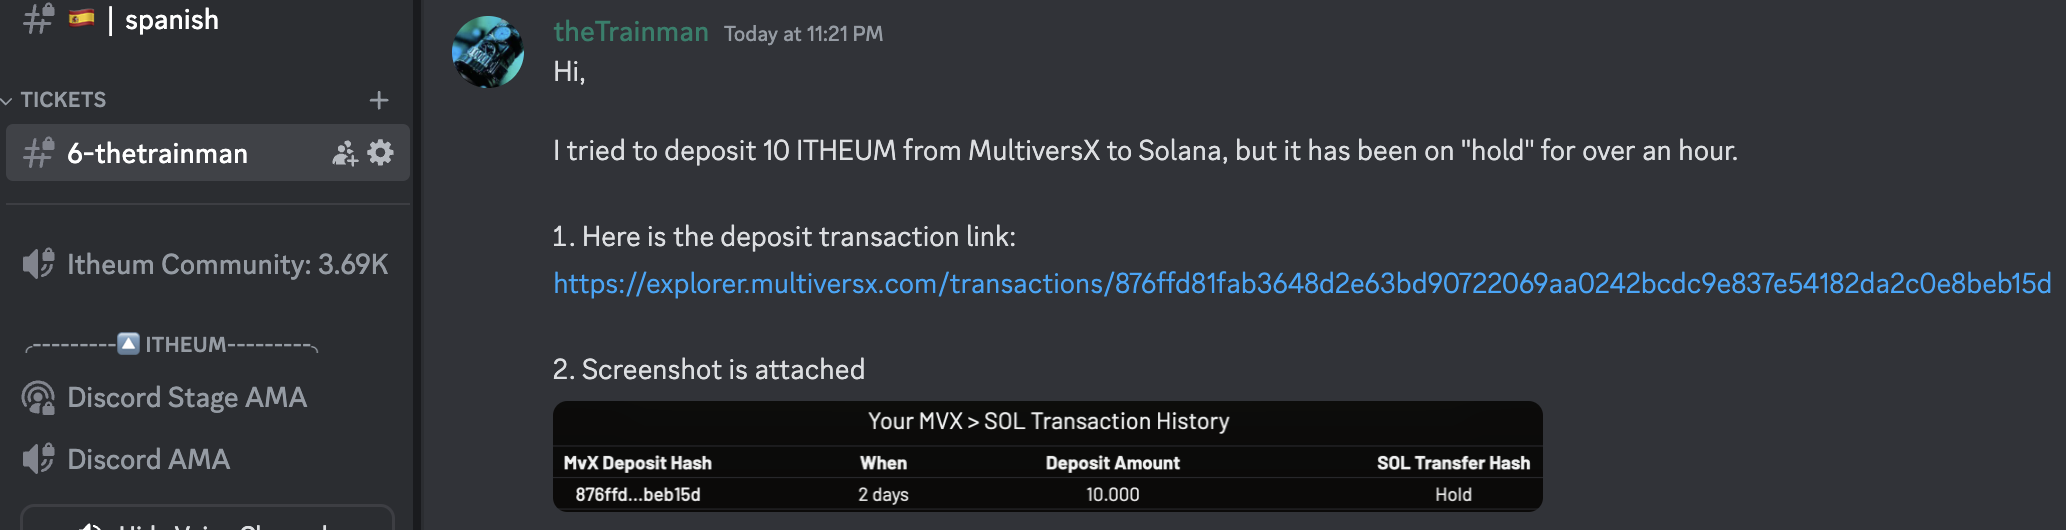 | spanish
TICKETS
6-thetrainman
Itheum Community: 3.69K
ITHEUM
Discord Stage AMA
Discord AMA
theTrainman Today at 11:21 PM
Hi,
I tried to deposit 10 ITHEUM from MultiversX to Solana, but it has been on "hold" for over an hour.
1. Here is the deposit transaction link:
https://explorer.multiversx.com/transactions/876ffd81fab3648d2e63bd90722069aa0242bcdc9e837e54182da2c0e8beb15d
2. Screenshot is attached
Your MVX > SOL Transaction History
MvX Deposit Hash When Deposit Amount SOL Transfer Hash
876ffd...beb15d 2 days 10.000 Hold